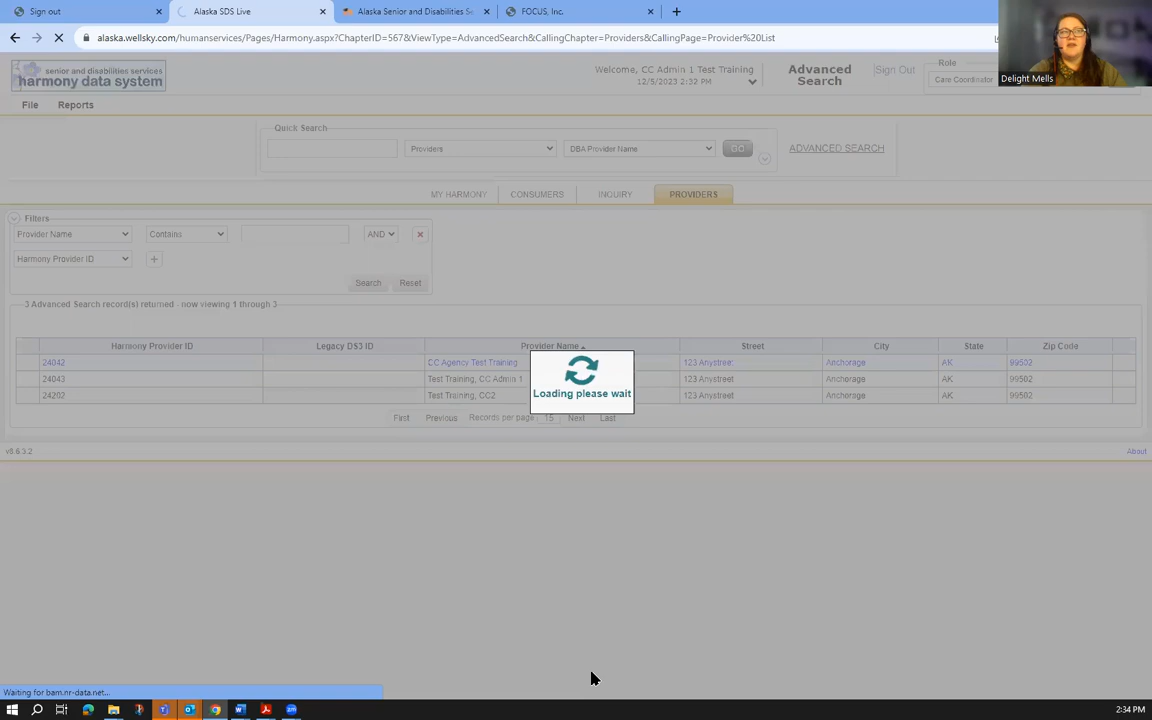 Sign out
Alaska SDS Live
Alaska Senior and Disabilities Se
FOCUS, Inc.
alaska.wellsky.com/humanservices/Pages/Harmony.aspx?ChapterID=567&ViewType=AdvancedSearch&CallingChapter=Providers&CallingPage=Provider%20List
senior and disabilities services
harmony data system
Welcome, CC Admin 1 Test Training
12/5/2023 2:32 PM
Advanced Search
Sign Out
Role
Care Coordinator
Delight Mells
File Reports
Quick Search
Providers DBA Provider Name GO ADVANCED SEARCH
MY HARMONY CONSUMERS INQUIRY PROVIDERS
Filters
Provider Name Contains AND
Harmony Provider ID
Search Reset
3 Advanced Search record(s) returned - now viewing 1 through 3
Harmony Provider ID Legacy DS3 ID Provider Name Street City State Zip Code
24042 CC Agency Test Training 123 Anystreet Anchorage AK 99502
24043 Test Training, CC Admin 1 123 Anystreet Anchorage AK 99502
24202 Test Training, CC2 123 Anystreet Anchorage AK 99502
Loading please wait
First Previous Records per page 15 Next Last
v8.6.3.2 About
Waiting for bam.nr-data.net...
2:34 PM